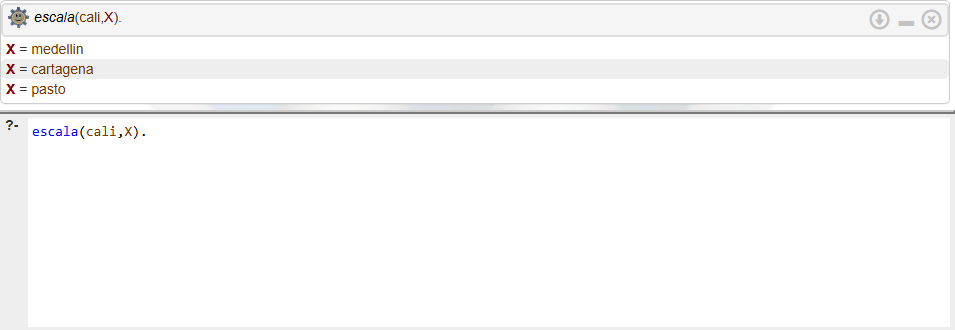 escala(cali,X).
X = medellin
X = cartagena
X = pasto
?- escala(cali,X).